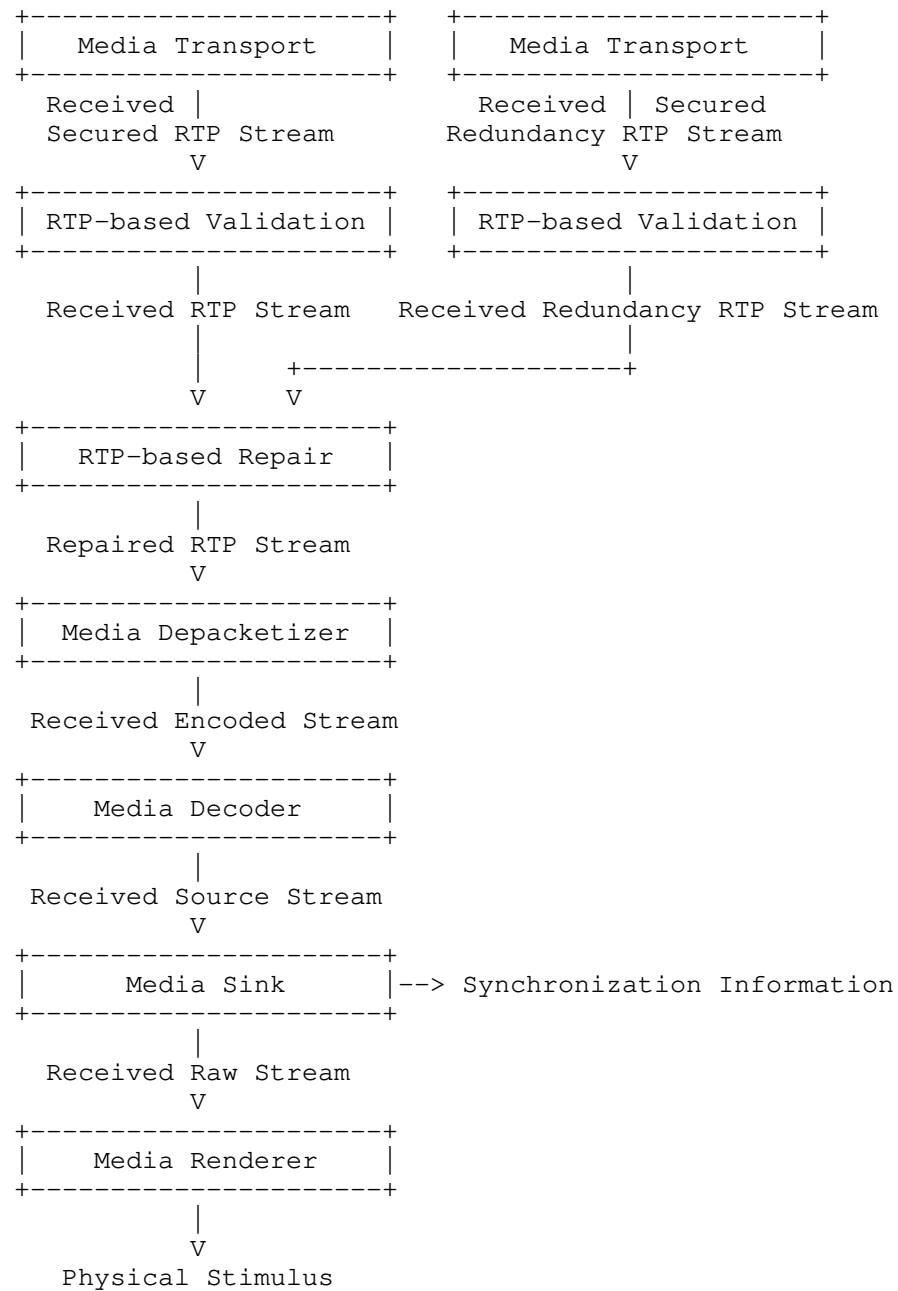 +----------------------+   +----------------------+
|   Media Transport    |   |   Media Transport    |
+----------------------+   +----------------------+
  Received |                 Received | Secured
  Secured RTP Stream       Redundancy RTP Stream
           V                          V
+----------------------+   +----------------------+
| RTP-based Validation |   | RTP-based Validation |
+----------------------+   +----------------------+
           |                          |
  Received RTP Stream   Received Redundancy RTP Stream
           |                          |
           |     +--------------------+
           V     V
+----------------------+
|   RTP-based Repair   |
+----------------------+
           |
  Repaired RTP Stream
           V
+----------------------+
|  Media Depacketizer  |
+----------------------+
           |
 Received Encoded Stream
           V
+----------------------+
|    Media Decoder     |
+----------------------+
           |
 Received Source Stream
           V
+----------------------+
|      Media Sink      |--> Synchronization Information
+----------------------+
           |
  Received Raw Stream
           V
+----------------------+
|    Media Renderer    |
+----------------------+
           |
           V
   Physical Stimulus